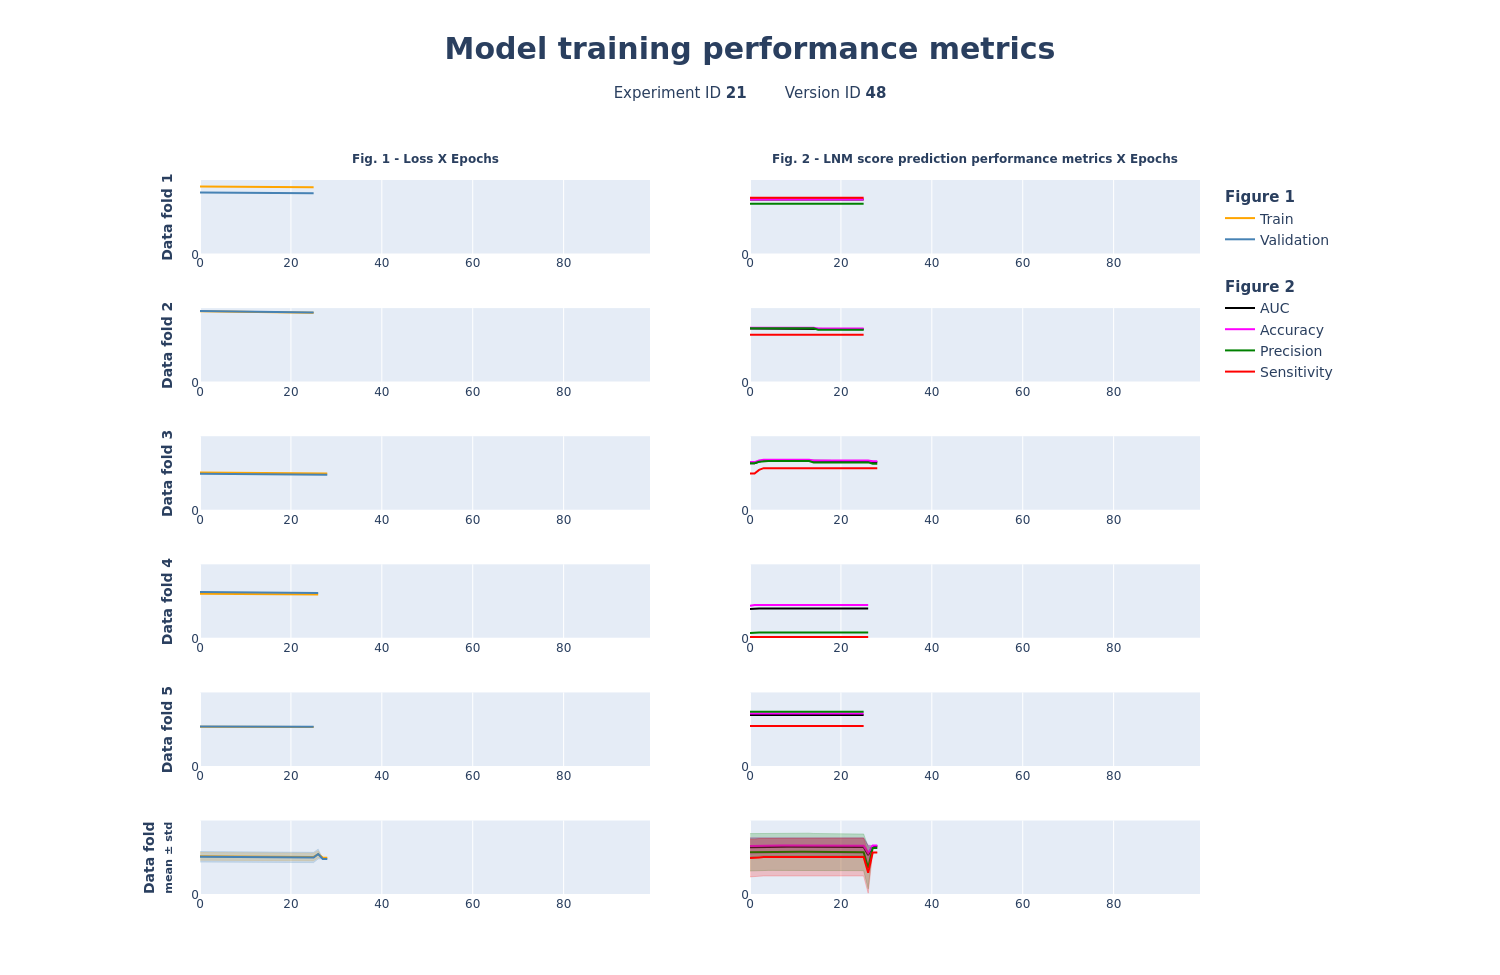 Model training performance metrics
Experiment ID 21 Version ID 48
Fig. 1 - Loss X Epochs
Fig. 2 - LNM score prediction performance metrics X Epochs
Data fold 1
0
0 20 40 60 80
0
0 20 40 60 80
Figure 1
Train
Validation
Figure 2
AUC
Accuracy
Precision
Sensitivity
Data fold 2
0
0 20 40 60 80
0
0 20 40 60 80
Data fold 3
0
0 20 40 60 80
0
0 20 40 60 80
Data fold 4
0
0 20 40 60 80
0
0 20 40 60 80
Data fold 5
0
0 20 40 60 80
0
0 20 40 60 80
Data fold
mean ± std
0
0 20 40 60 80
0
0 20 40 60 80